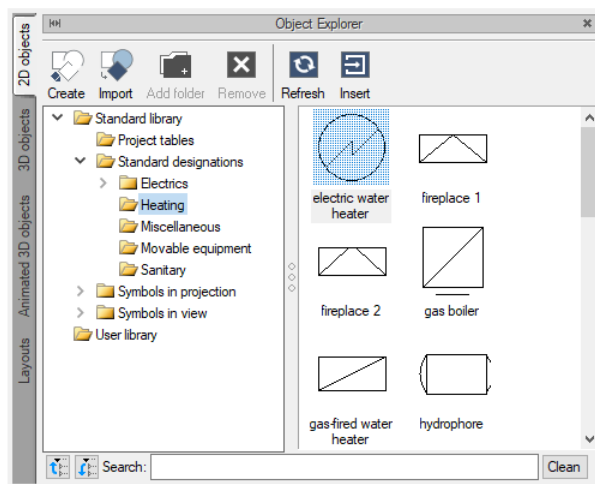 Object Explorer
2D objects
3D objects
Animated 3D objects
Layouts
Create Import Add folder Remove Refresh Insert
Standard library
Project tables
Standard designations
Electrics
Heating
Miscellaneous
Movable equipment
Sanitary
Symbols in projection
Symbols in view
User library
electric water
heater
fireplace 1
fireplace 2
gas boiler
gas-fired water
heater
hydrophore
Search:
Clean